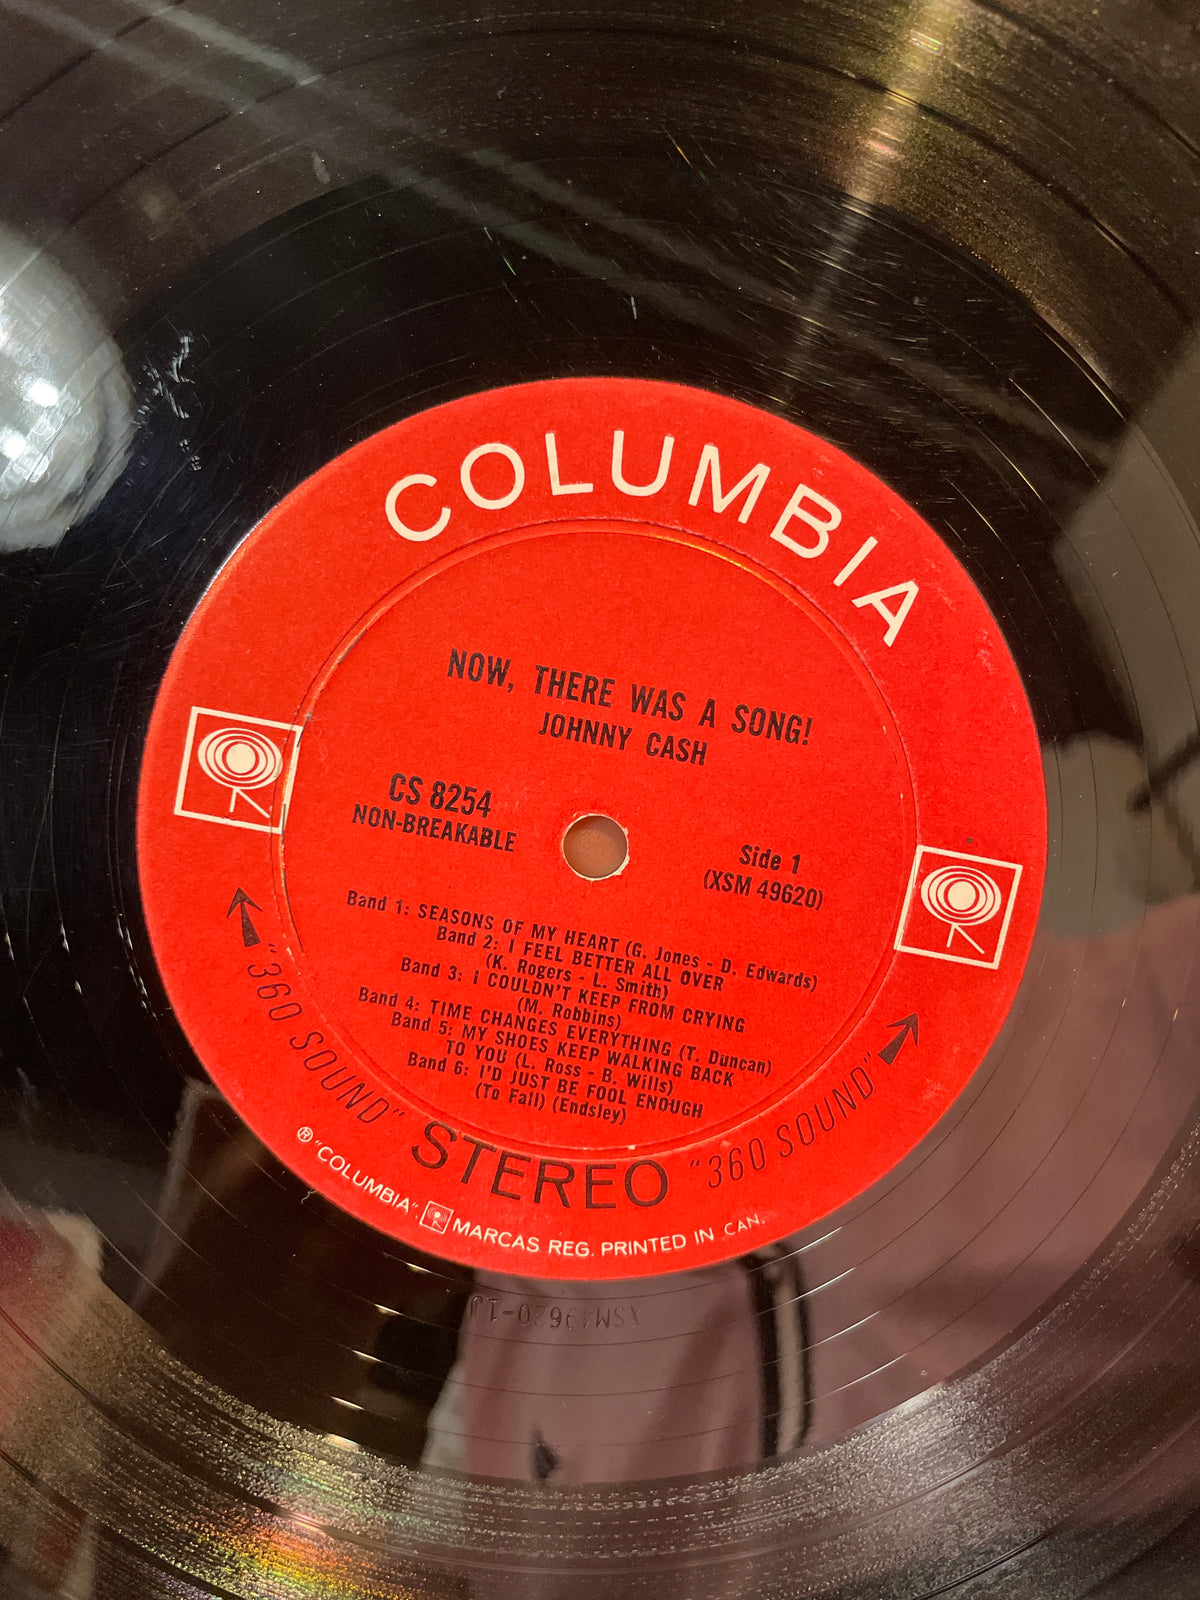 COLUMBIA
NOW, THERE WAS A SONG!
JOHNNY CASH
CS 8254
NON-BREAKABLE
Side 1
(XSM 49620)
Band 1: SEASONS OF MY HEART (G. Jones - D. Edwards)
Band 2: I FEEL BETTER ALL OVER
(K. Rogers - L. Smith)
Band 3: I COULDN'T KEEP FROM CRYING
(M. Robbins)
Band 4: TIME CHANGES EVERYTHING (T. Duncan)
Band 5: MY SHOES KEEP WALKING BACK
TO YOU (L. Ross - B. Wills)
Band 6: I'D JUST BE FOOL ENOUGH
(To Fall) (Endsley)
"360 SOUND" STEREO "360 SOUND"
® "COLUMBIA", MARCAS REG. PRINTED IN CAN.
XSM49620-1J